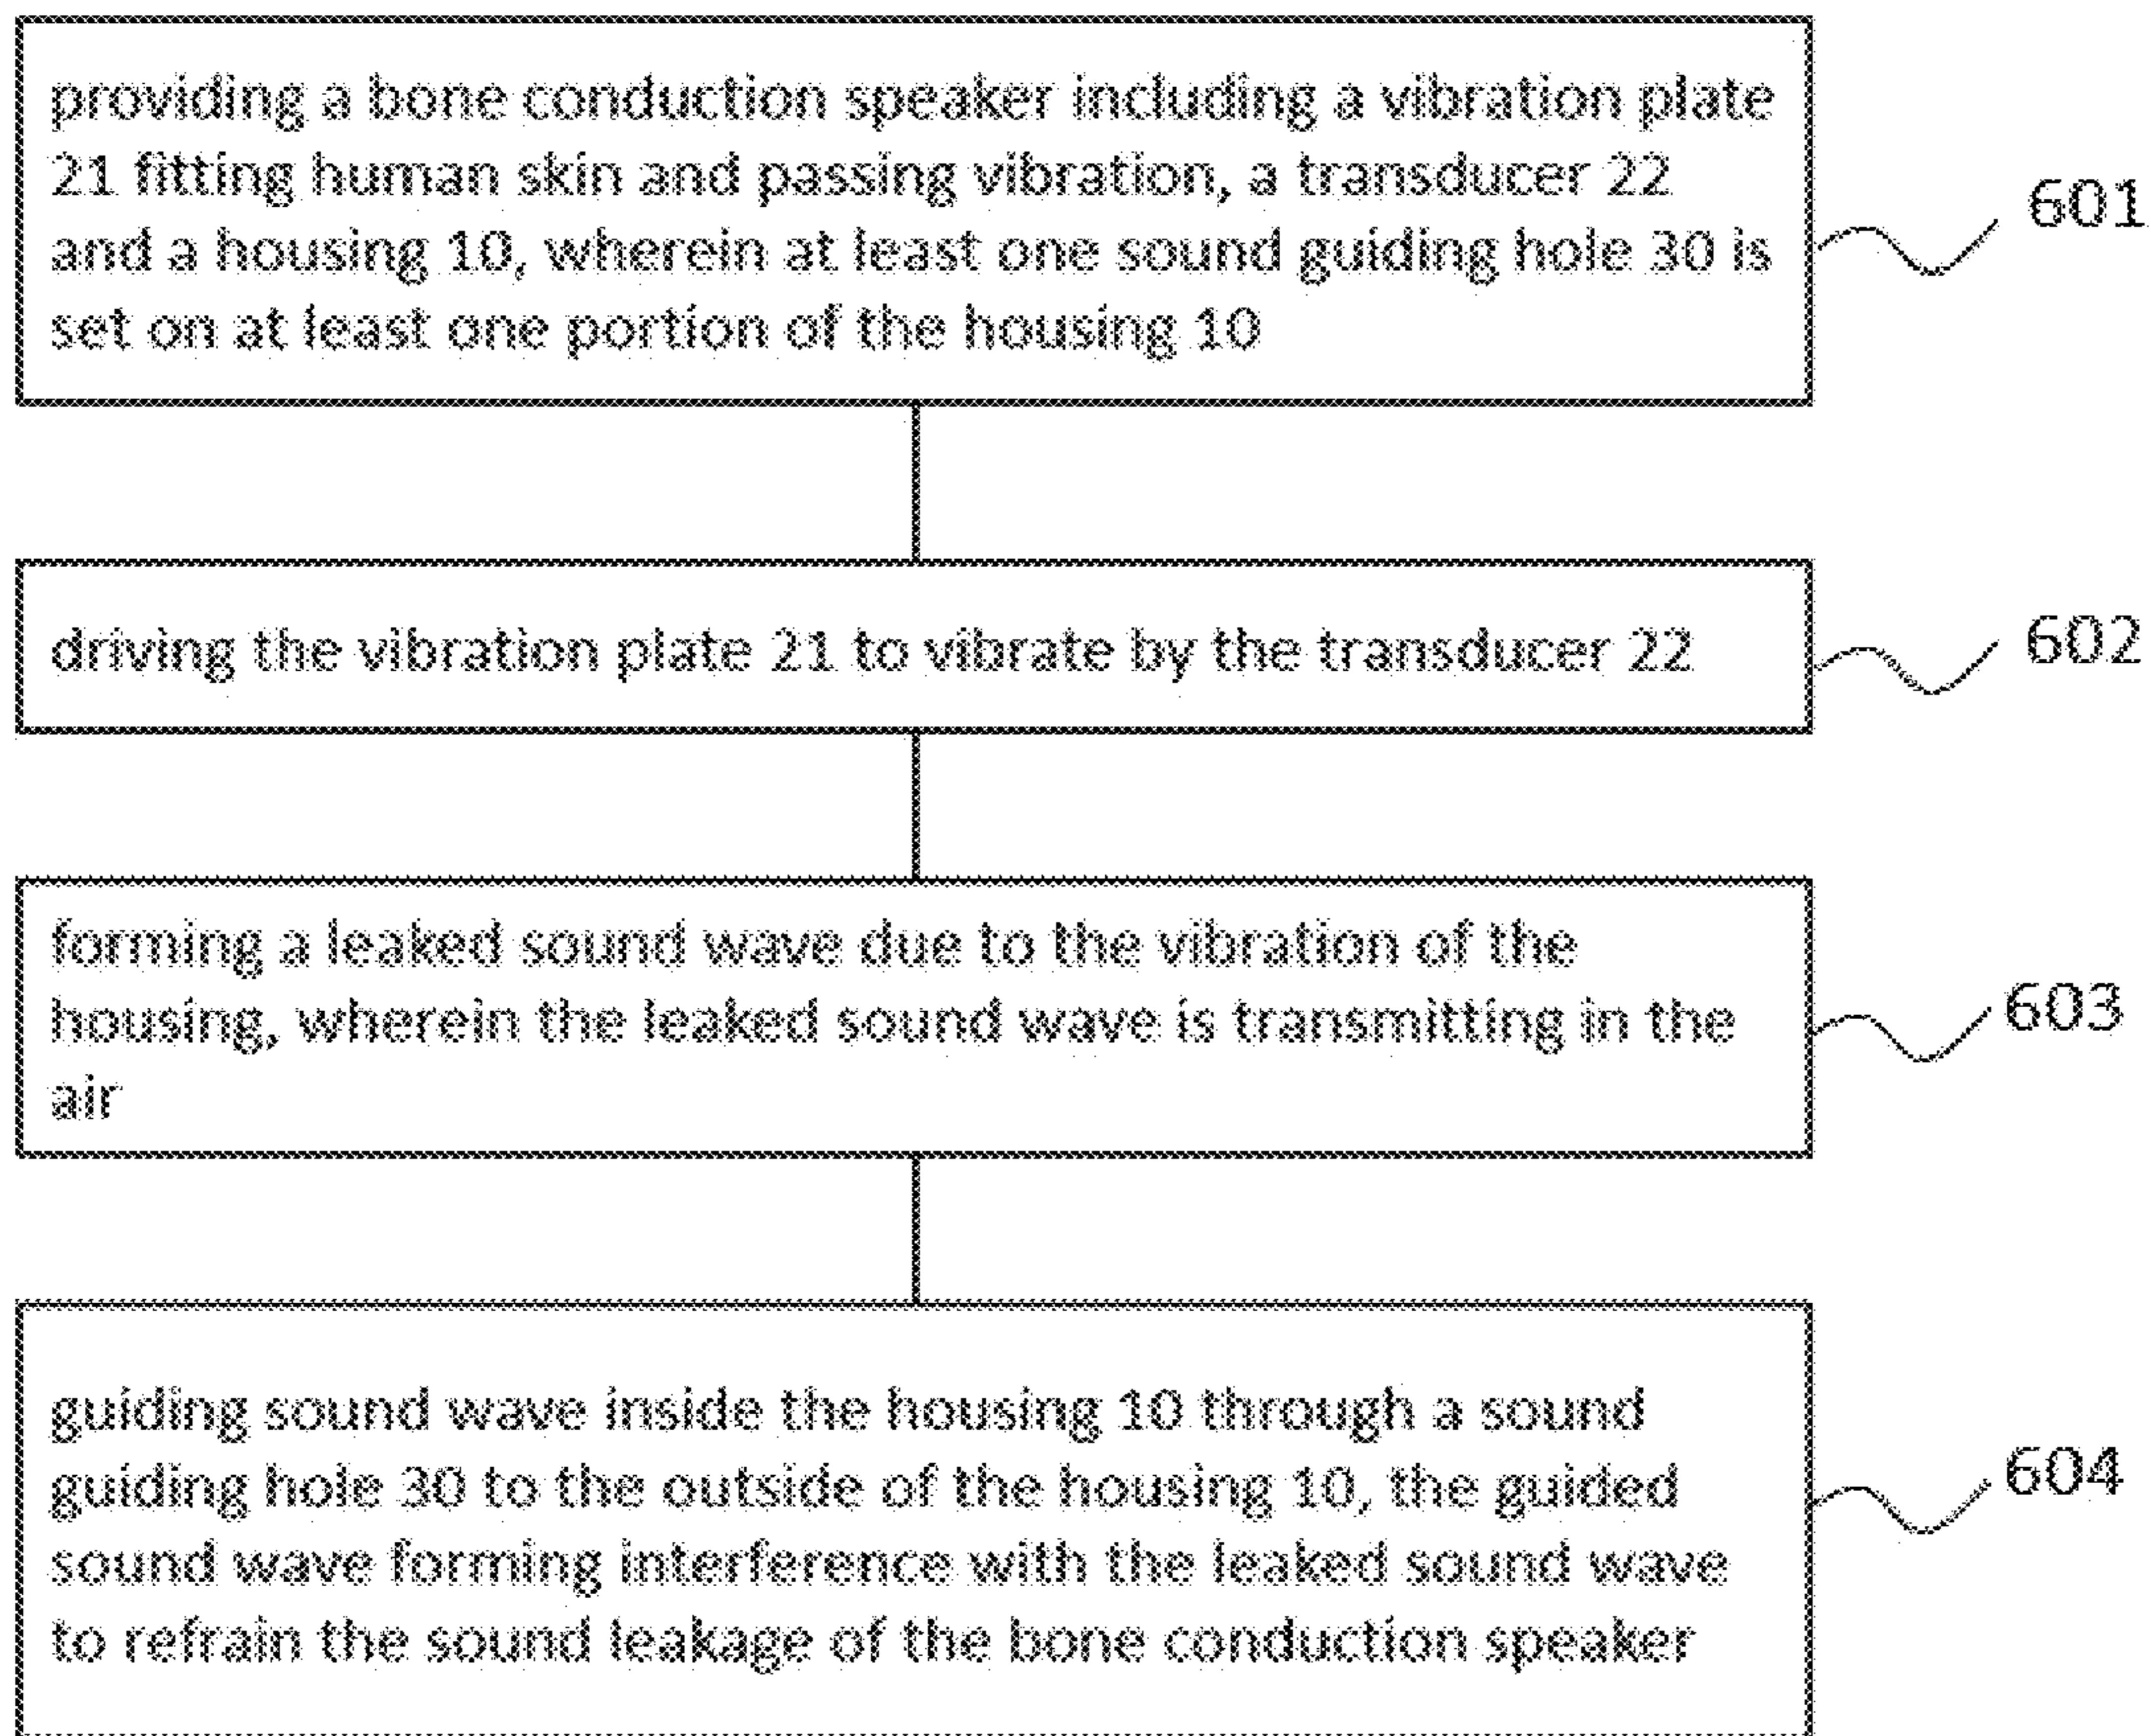 providing a bone conduction speaker including a vibration plate
21 fitting human skin and passing vibration, a transducer 22
and a housing 10, wherein at least one sound guiding hole 30 is
set on at least one portion of the housing 10
601
driving the vibration plate 21 to vibrate by the transducer 22
602
forming a leaked sound wave due to the vibration of the
housing, wherein the leaked sound wave is transmitting in the
air
603
guiding sound wave inside the housing 10 through a sound
guiding hole 30 to the outside of the housing 10, the guided
sound wave forming interference with the leaked sound wave
to refrain the sound leakage of the bone conduction speaker
604